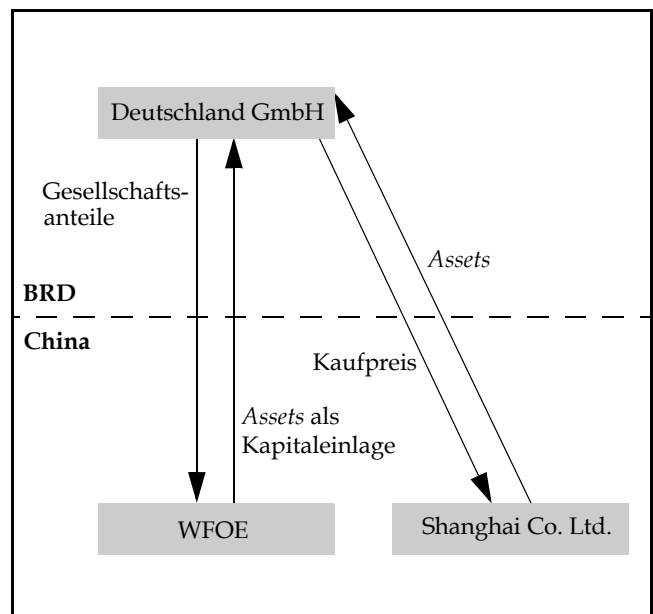 Deutschland GmbH
Gesellschafts-
anteile
Assets
BRD
China
Kaufpreis
Assets als
Kapitaleinlage
WFOE
Shanghai Co. Ltd.